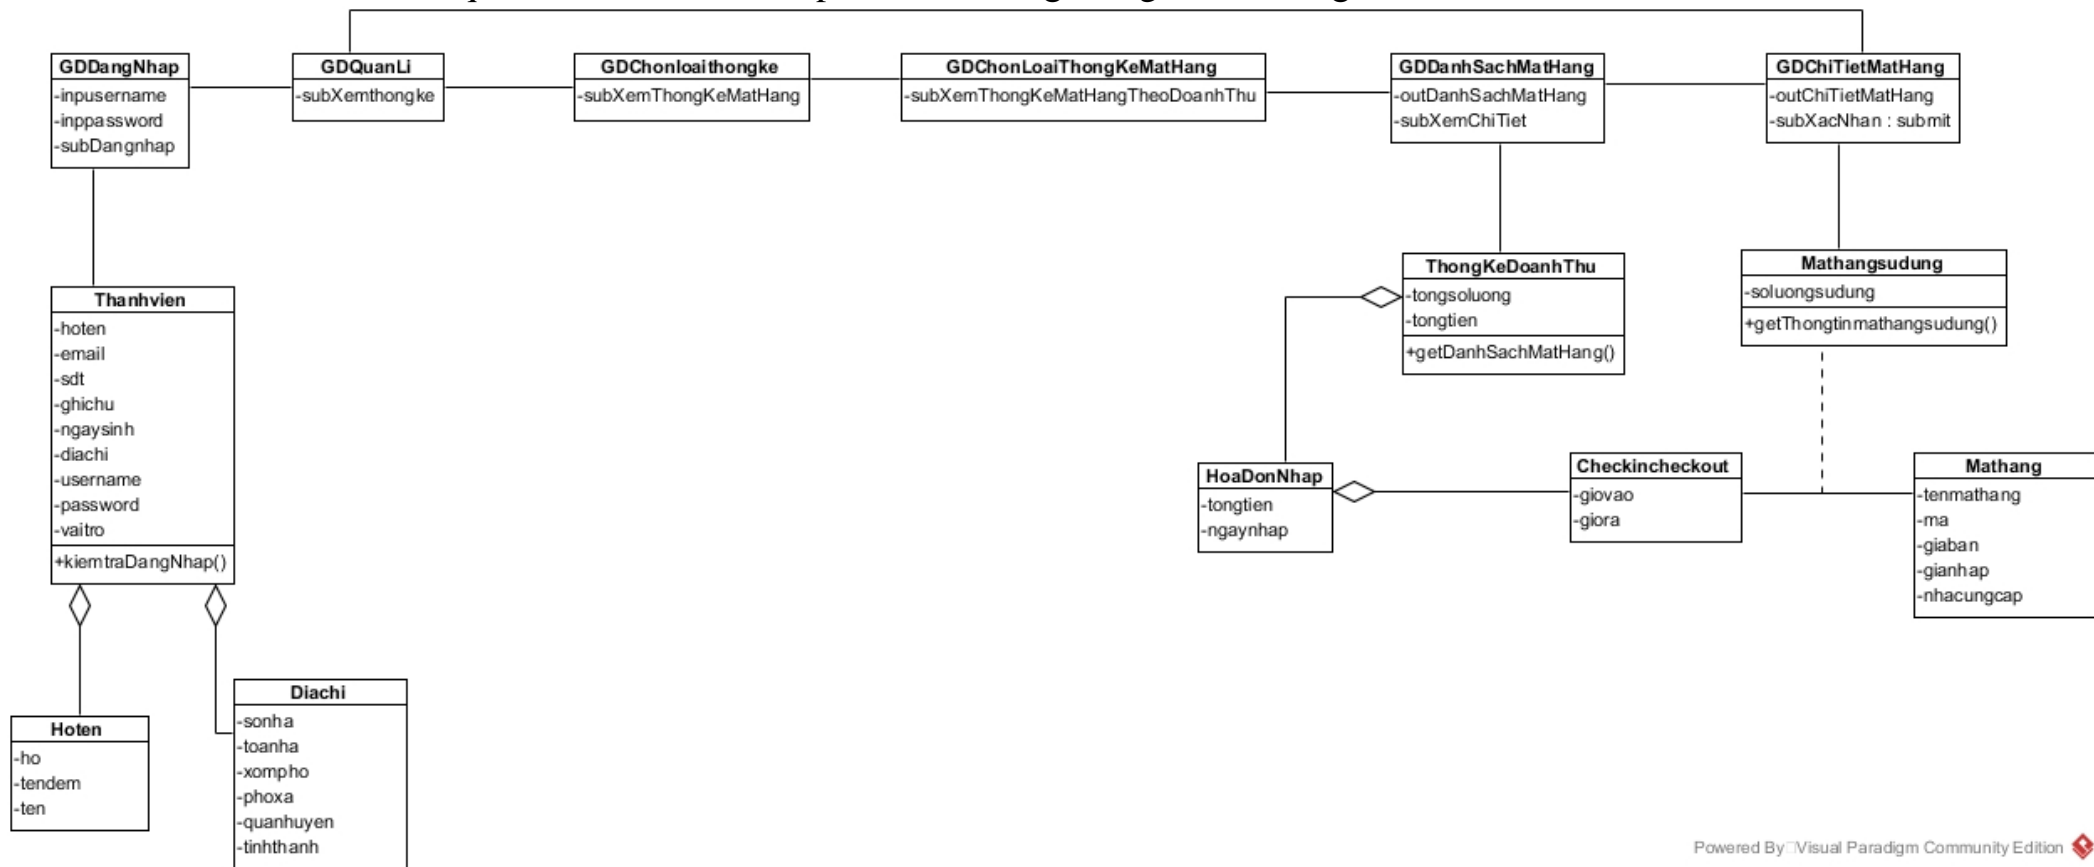 GDDangNhap
-inpusername
-inppassword
-subDangnhap
GDQuanLi
-subXemthongke
GDChonloaithongke
-subXemThongKeMatHang
GDChonLoaiThongKeMatHang
-subXemThongKeMatHangTheoDoanhThu
GDDanhSachMatHang
-outDanhSachMatHang
-subXemChiTiet
GDChiTietMatHang
-outChiTietMatHang
-subXacNhan : submit
Thanhvien
-hoten
-email
-sdt
-ghichu
-ngaysinh
-diachi
-username
-password
-vaitro
+kiemtraDangNhap()
ThongKeDoanhThu
-tongsoluong
-tongtien
+getDanhSachMatHang()
Mathangsudung
-soluongsudung
+getThongtinmathangsudung()
HoaDonNhap
-tongtien
-ngaynhap
Checkincheckout
-giovao
-giora
Mathang
-tenmathang
-ma
-giaban
-gianhap
-nhacungcap
Hoten
-ho
-tendem
-ten
Diachi
-sonha
-toanha
-xompho
-phoxa
-quanhuyen
-tinhthanh
Powered By Visual Paradigm Community Edition